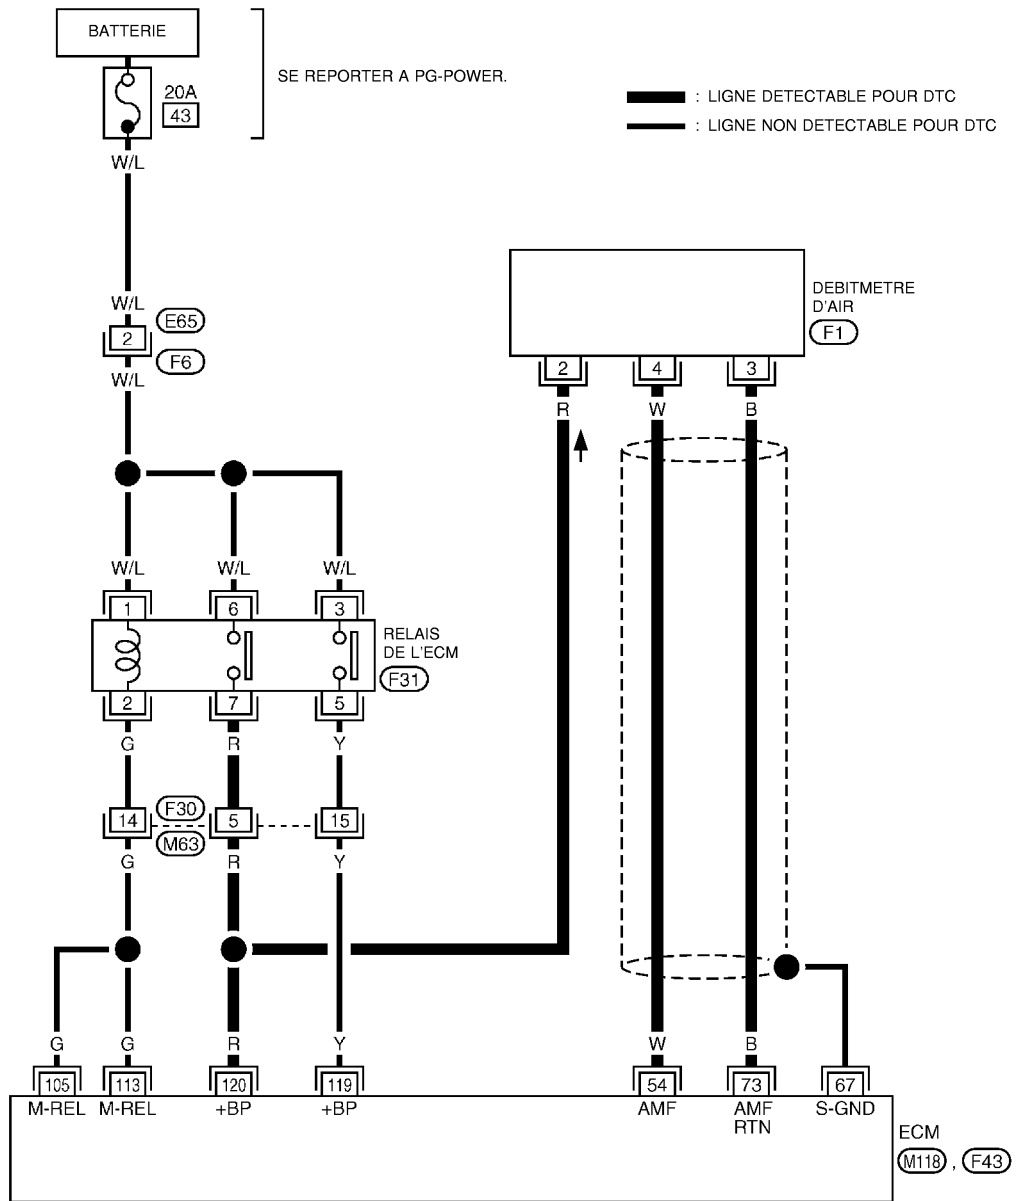 BATTERIE
SE REPORTER A PG-POWER.
20A
43
: LIGNE DETECTABLE POUR DTC
: LIGNE NON DETECTABLE POUR DTC
W/L
W/L
E65
2
F6
W/L
DEBITMETRE
D'AIR
F1
2 4 3
R W B
W/L W/L W/L
1 6 3
RELAIS
DE L'ECM
F31
2 7 5
G R Y
F30
14 5 15
M63
G R Y
G G R Y W B
105 113 120 119 54 73 67
M-REL M-REL +BP +BP AMF AMF S-GND
RTN
ECM
M118 , F43